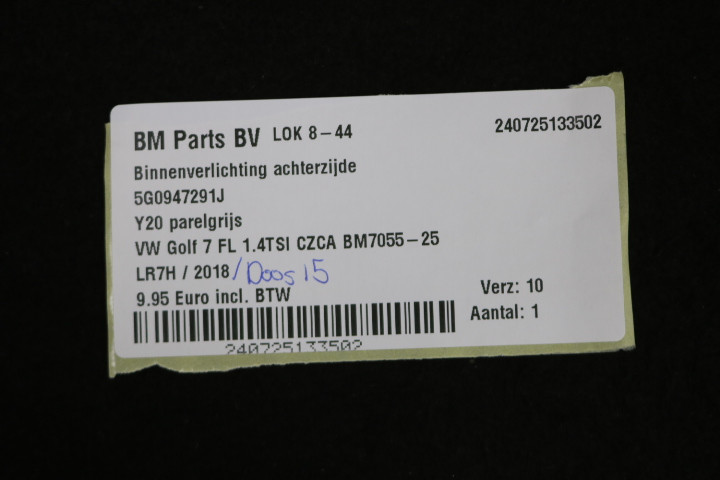 BM Parts BV LOK 8-44 240725133502
Binnenverlichting achterzijde
5G0947291J
Y20 parelgrijs
VW Golf 7 FL 1.4TSI CZCA BM7055-25
LR7H / 2018 / Doos 15
9.95 Euro incl. BTW Verz: 10
Aantal: 1
240725133502